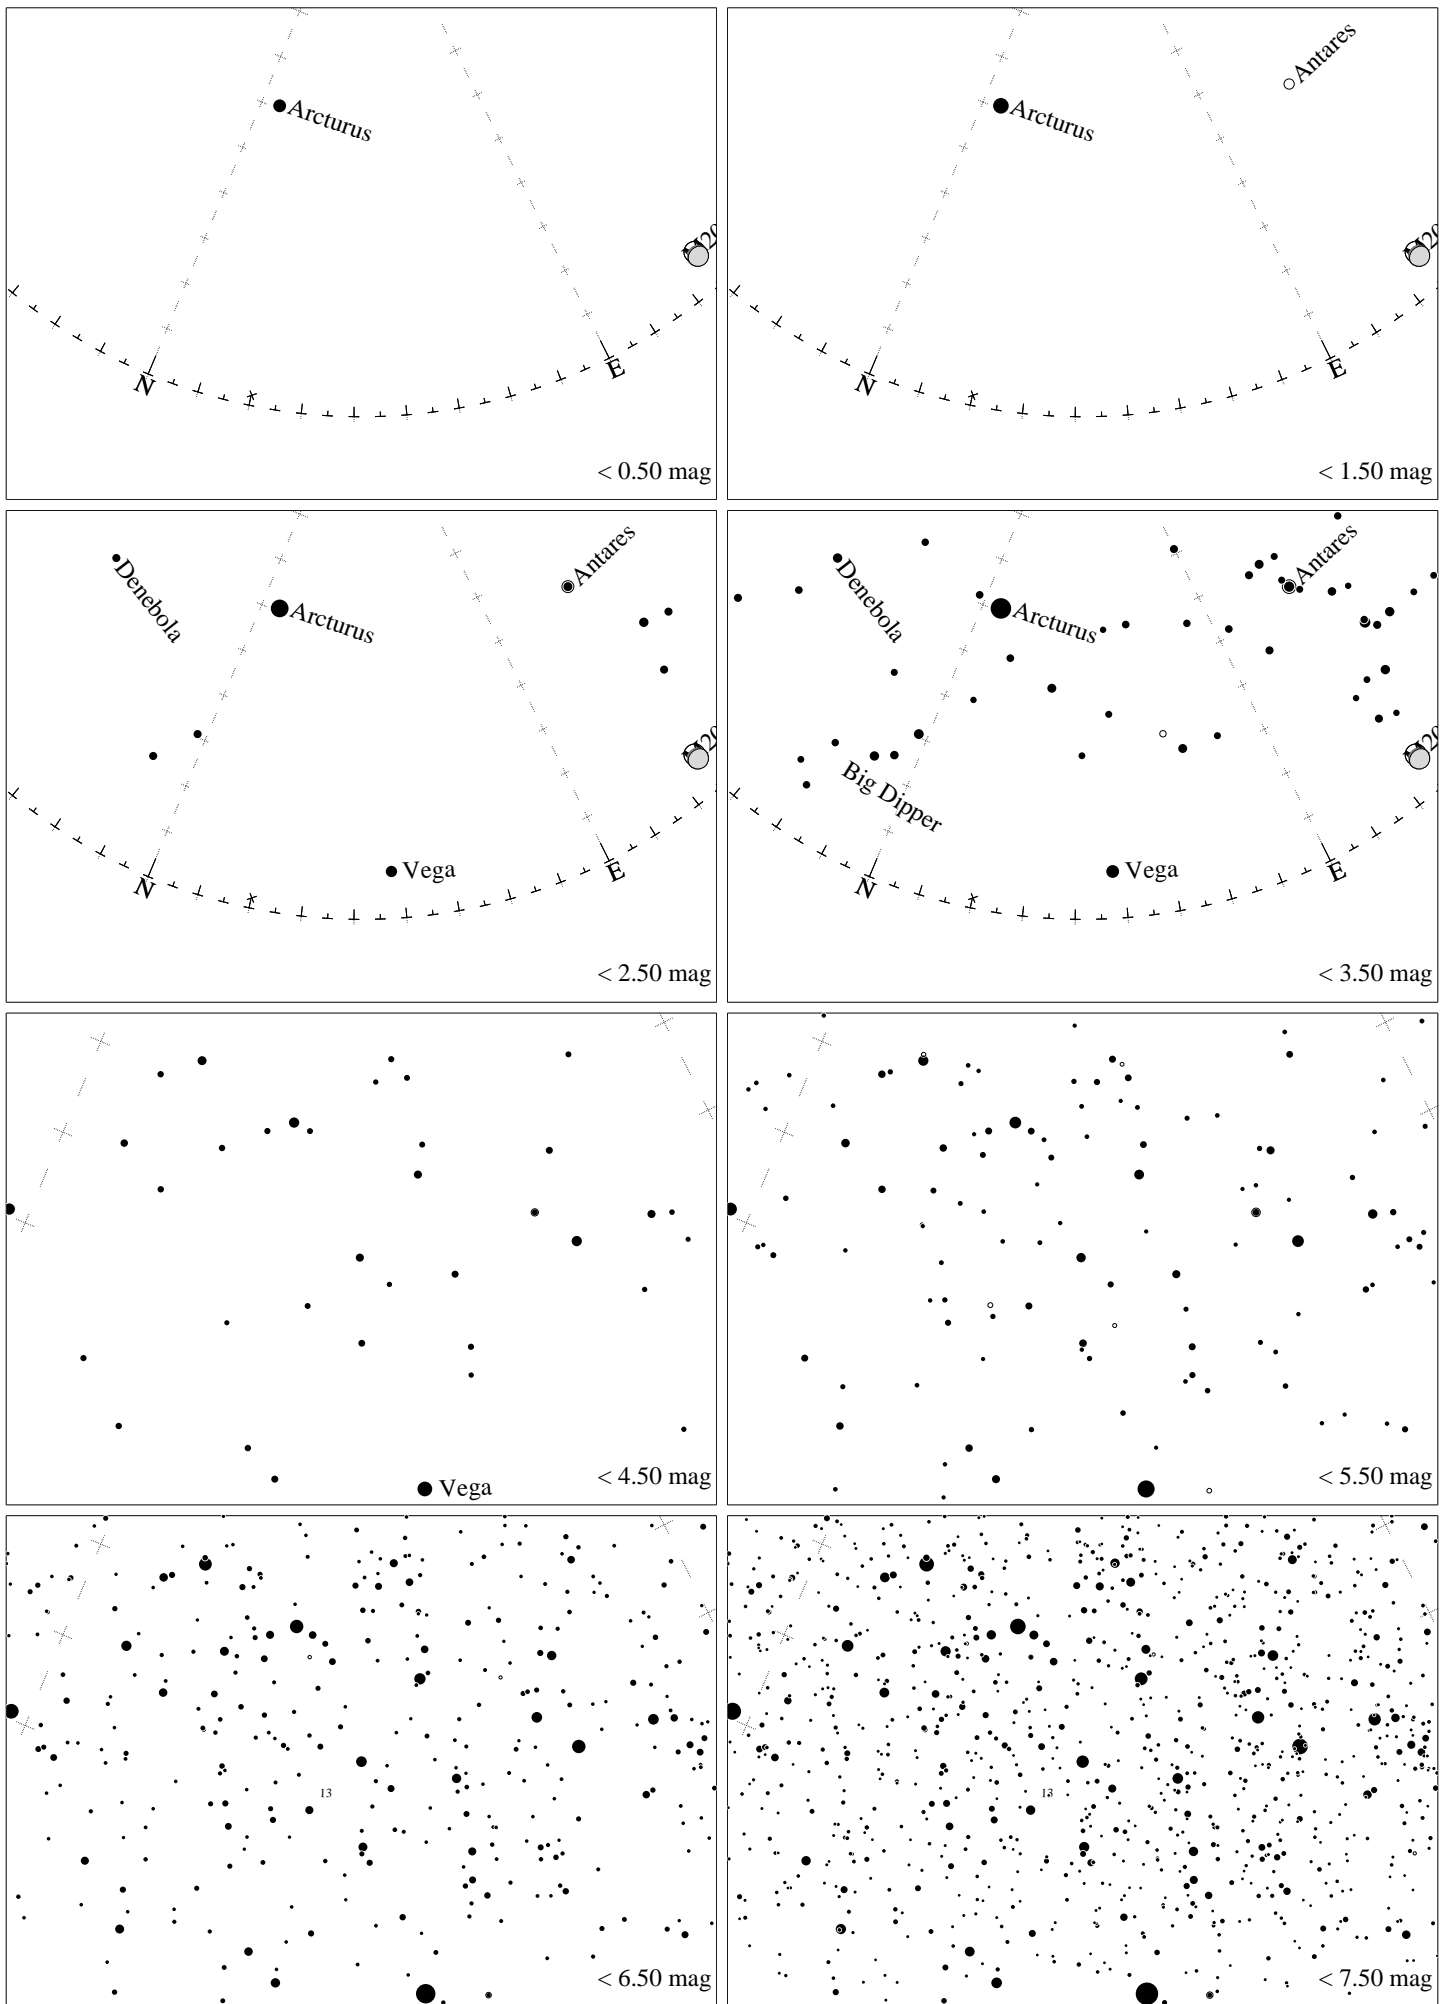 Arcturus
N
E
< 0.50 mag
Antares
Arcturus
N
E
< 1.50 mag
Denebola
Antares
Arcturus
Vega
N
E
< 2.50 mag
Denebola
Antares
Arcturus
Big Dipper
Vega
N
E
< 3.50 mag
Vega
< 4.50 mag
< 5.50 mag
13
< 6.50 mag
13
< 7.50 mag